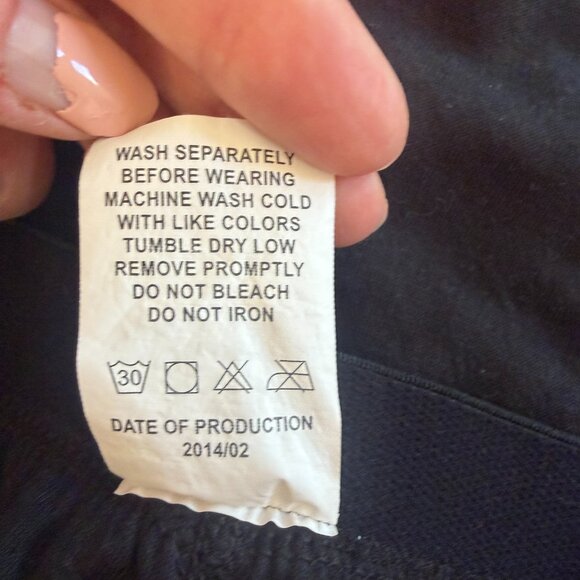 WASH SEPARATELY
BEFORE WEARING
MACHINE WASH COLD
WITH LIKE COLORS
TUMBLE DRY LOW
REMOVE PROMPTLY
DO NOT BLEACH
DO NOT IRON
30
DATE OF PRODUCTION
2014/02